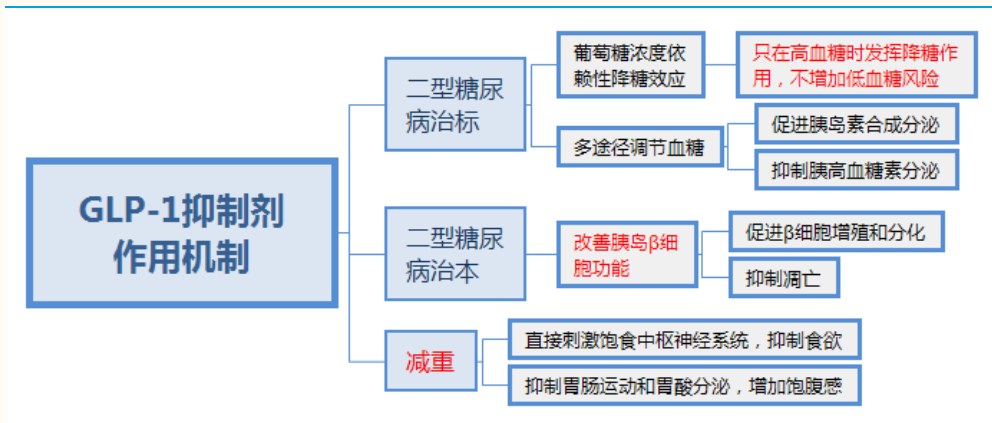 GLP-1抑制剂
作用机制
二型糖尿
病治标
葡萄糖浓度依
赖性降糖效应
只在高血糖时发挥降糖作
用，不增加低血糖风险
多途径调节血糖
促进胰岛素合成分泌
抑制胰高血糖素分泌
二型糖尿
病治本
改善胰岛β细
胞功能
促进β细胞增殖和分化
抑制凋亡
减重
直接刺激饱食中枢神经系统，抑制食欲
抑制胃肠运动和胃酸分泌，增加饱腹感